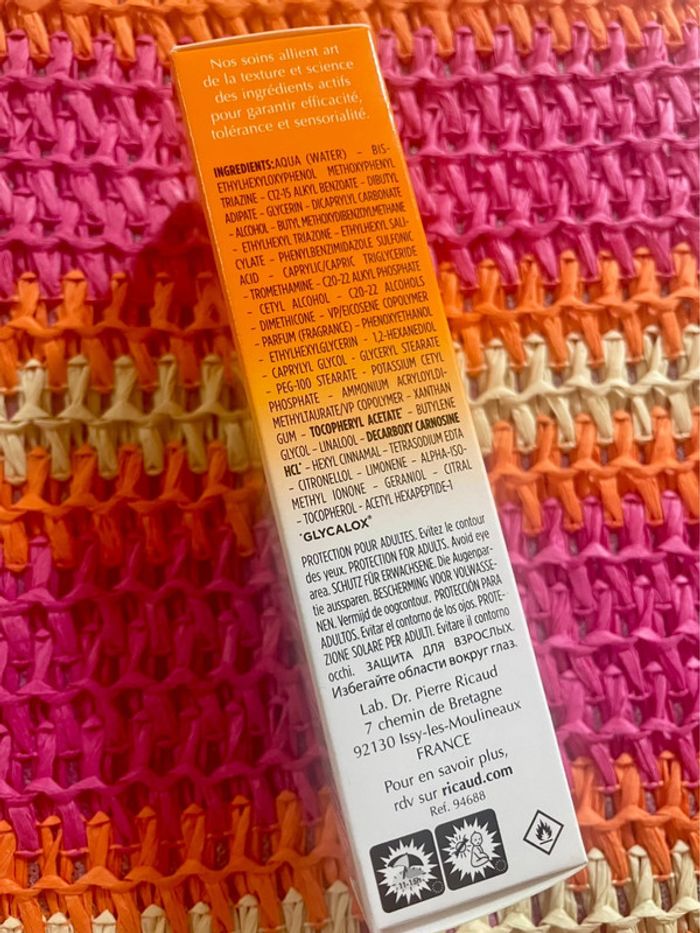 Nos soins allient art
de la texture et science
des ingrédients actifs
pour garantir efficacité,
tolérance et sensorialité.
INGREDIENTS:AQUA (WATER) - BIS-
ETHYLHEXYLOXYPHENOL METHOXYPHENYL
TRIAZINE - C12-15 ALKYL BENZOATE - DIBUTYL
ADIPATE - GLYCERIN - DICAPRYLYL CARBONATE
- ALCOHOL - BUTYL METHOXYDIBENZOYLMETHANE
- ETHYLHEXYL TRIAZONE - ETHYLHEXYL SALI-
CYLATE - PHENYLBENZIMIDAZOLE SULFONIC
ACID - CAPRYLIC/CAPRIC TRIGLYCERIDE
- TROMETHAMINE - C20-22 ALKYL PHOSPHATE
- CETYL ALCOHOL - C20-22 ALCOHOLS
- DIMETHICONE - VP/EICOSENE COPOLYMER
- PARFUM (FRAGRANCE) - PHENOXYETHANOL
- ETHYLHEXYLGLYCERIN - 1,2-HEXANEDIOL
- CAPRYLYL GLYCOL - GLYCERYL STEARATE
- PEG-100 STEARATE - POTASSIUM CETYL
PHOSPHATE - AMMONIUM ACRYLOYLDI-
METHYLTAURATE/VP COPOLYMER - XANTHAN
GUM - TOCOPHERYL ACETATE* - BUTYLENE
GLYCOL - LINALOOL - DECARBOXY CARNOSINE
HCL* - HEXYL CINNAMAL - TETRASODIUM EDTA
- CITRONELLOL - LIMONENE - ALPHA-ISO-
METHYL IONONE - GERANIOL - CITRAL
- TOCOPHEROL - ACETYL HEXAPEPTIDE-1
*GLYCALOX®
PROTECTION POUR ADULTES. Evitez le contour
des yeux. PROTECTION FOR ADULTS. Avoid eye
area. SCHUTZ FÜR ERWACHSENE. Die Augenpar-
tie aussparen. BESCHERMING VOOR VOLWASSE-
NEN. Vermijd de oogcontour. PROTECCIÓN PARA
ADULTOS. Evitar el contorno de los ojos. PROTE-
ZIONE SOLARE PER ADULTI. Evitare il contorno
occhi. ЗАЩИТА ДЛЯ ВЗРОСЛЫХ.
Избегайте области вокруг глаз.
Lab. Dr. Pierre Ricaud
7 chemin de Bretagne
92130 Issy-les-Moulineaux
FRANCE
Pour en savoir plus,
rdv sur ricaud.com
Ref. 94688
11-15h